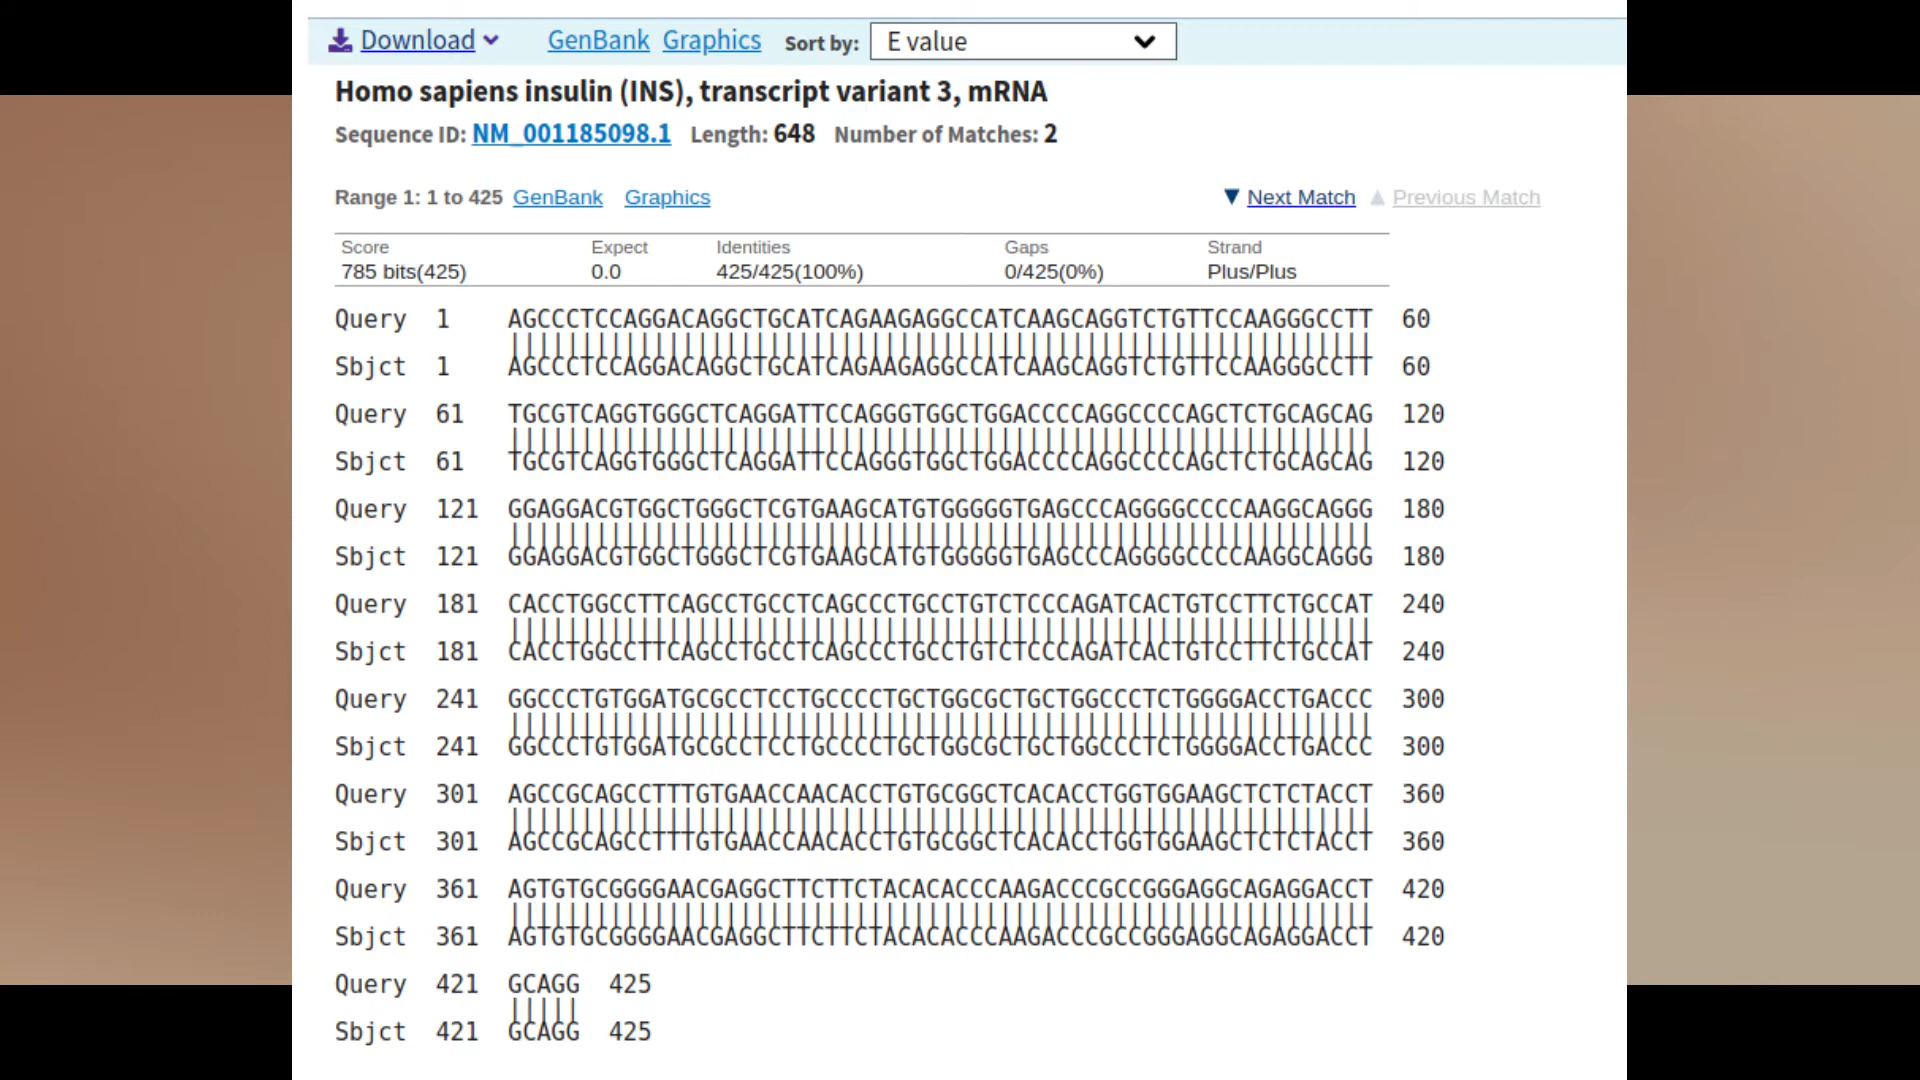 Download GenBank Graphics Sort by: E value
Homo sapiens insulin (INS), transcript variant 3, mRNA
Sequence ID: NM_001185098.1 Length: 648 Number of Matches: 2
Range 1: 1 to 425 GenBank Graphics Next Match Previous Match
Score Expect Identities Gaps Strand
785 bits(425) 0.0 425/425(100%) 0/425(0%) Plus/Plus
Query 1 AGCCCTCCAGGACAGGCTGCATCAGAAGAGGCCATCAAGCAGGTCTGTTCCAAGGGCCTT 60
Sbjct 1 AGCCCTCCAGGACAGGCTGCATCAGAAGAGGCCATCAAGCAGGTCTGTTCCAAGGGCCTT 60
Query 61 TGCGTCAGGTGGGCTCAGGATTCCAGGGTGGCTGGACCCCAGGCCCCAGCTCTGCAGCAG 120
Sbjct 61 TGCGTCAGGTGGGCTCAGGATTCCAGGGTGGCTGGACCCCAGGCCCCAGCTCTGCAGCAG 120
Query 121 GGAGGACGTGGCTGGGCTCGTGAAGCATGTGGGGGTGAGCCCAGGGGCCCCAAGGCAGGG 180
Sbjct 121 GGAGGACGTGGCTGGGCTCGTGAAGCATGTGGGGGTGAGCCCAGGGGCCCCAAGGCAGGG 180
Query 181 CACCTGGCCTTCAGCCTGCCTCAGCCCTGCCTGTCTCCCAGATCACTGTCCTTCTGCCAT 240
Sbjct 181 CACCTGGCCTTCAGCCTGCCTCAGCCCTGCCTGTCTCCCAGATCACTGTCCTTCTGCCAT 240
Query 241 GGCCCTGTGGATGCGCCTCCTGCCCCTGCTGGCGCTGCTGGCCCTCTGGGGACCTGACCC 300
Sbjct 241 GGCCCTGTGGATGCGCCTCCTGCCCCTGCTGGCGCTGCTGGCCCTCTGGGGACCTGACCC 300
Query 301 AGCCGCAGCCTTTGTGAACCAACACCTGTGCGGCTCACACCTGGTGGAAGCTCTCTACCT 360
Sbjct 301 AGCCGCAGCCTTTGTGAACCAACACCTGTGCGGCTCACACCTGGTGGAAGCTCTCTACCT 360
Query 361 AGTGTGCGGGGAACGAGGCTTCTTCTACACACCCAAGACCCGCCGGGAGGCAGAGGACCT 420
Sbjct 361 AGTGTGCGGGGAACGAGGCTTCTTCTACACACCCAAGACCCGCCGGGAGGCAGAGGACCT 420
Query 421 GCAGG 425
Sbjct 421 GCAGG 425